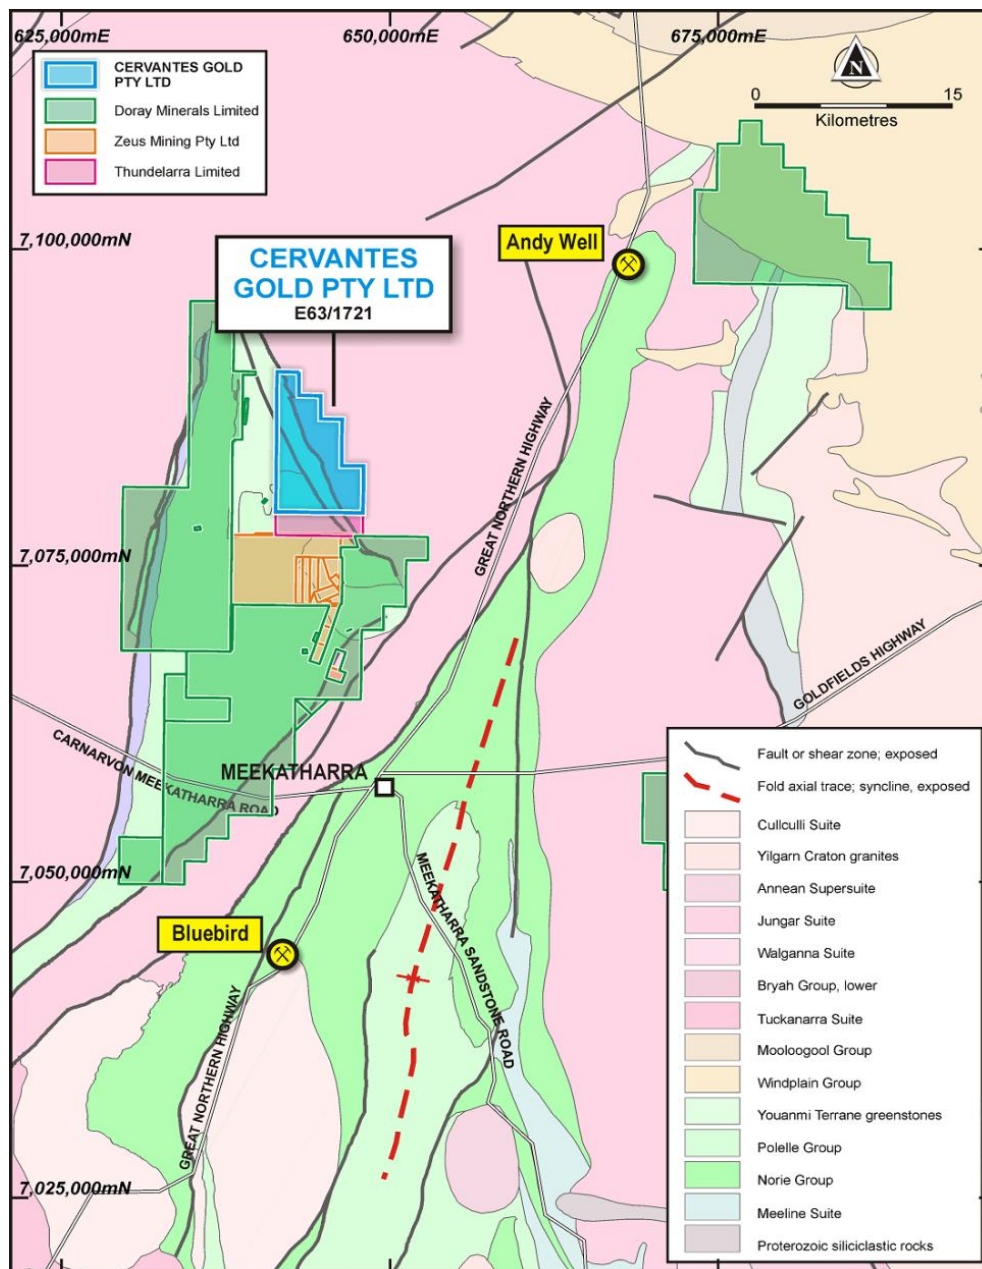 625,000mE
650,000mE
675,000mE
CERVANTES GOLD
PTY LTD
Doray Minerals Limited
Zeus Mining Pty Ltd
Thundelarra Limited
N
0
15
Kilometres
7,100,000mN
Andy Well
CERVANTES
GOLD PTY LTD
E63/1721
GREAT NORTHERN HIGHWAY
7,075,000mN
GOLDFIELDS HIGHWAY
CARNARVON MEEKATHARRA ROAD
MEEKATHARRA
7,050,000mN
MEEKATHARRA SANDSTONE ROAD
Bluebird
GREAT NORTHERN HIGHWAY
7,025,000mN
Fault or shear zone; exposed
Fold axial trace; syncline, exposed
Cullculli Suite
Yilgarn Craton granites
Annean Supersuite
Jungar Suite
Walganna Suite
Bryah Group, lower
Tuckanarra Suite
Mooloogool Group
Windplain Group
Youanmi Terrane greenstones
Polelle Group
Norie Group
Meeline Suite
Proterozoic siliciclastic rocks